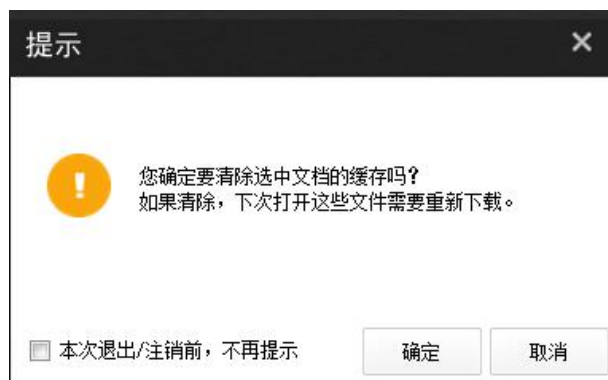 提示
您确定要清除选中文档的缓存吗?
如果清除，下次打开这些文件需要重新下载。
本次退出/注销前，不再提示
确定
取消